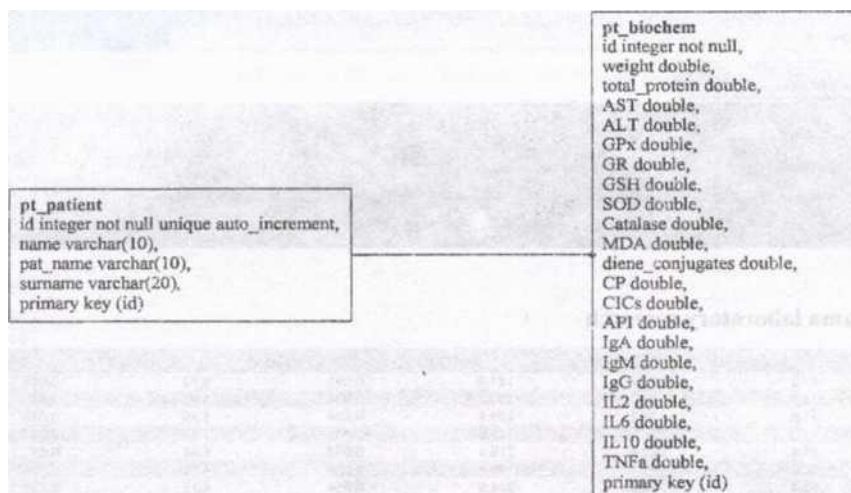 pt_patient
id integer not null unique auto_increment,
name varchar(10),
pat_name varchar(10),
surname varchar(20),
primary key (id)
pt_biochem
id integer not null,
weight double,
total_protein double,
AST double,
ALT double,
GPx double,
GR double,
GSH double,
SOD double,
Catalase double,
MDA double,
diene_conjugates double,
CP double,
CICs double,
API double,
IgA double,
IgM double,
IgG double,
IL2 double,
IL6 double,
IL10 double,
TNFa double,
primary key (id)